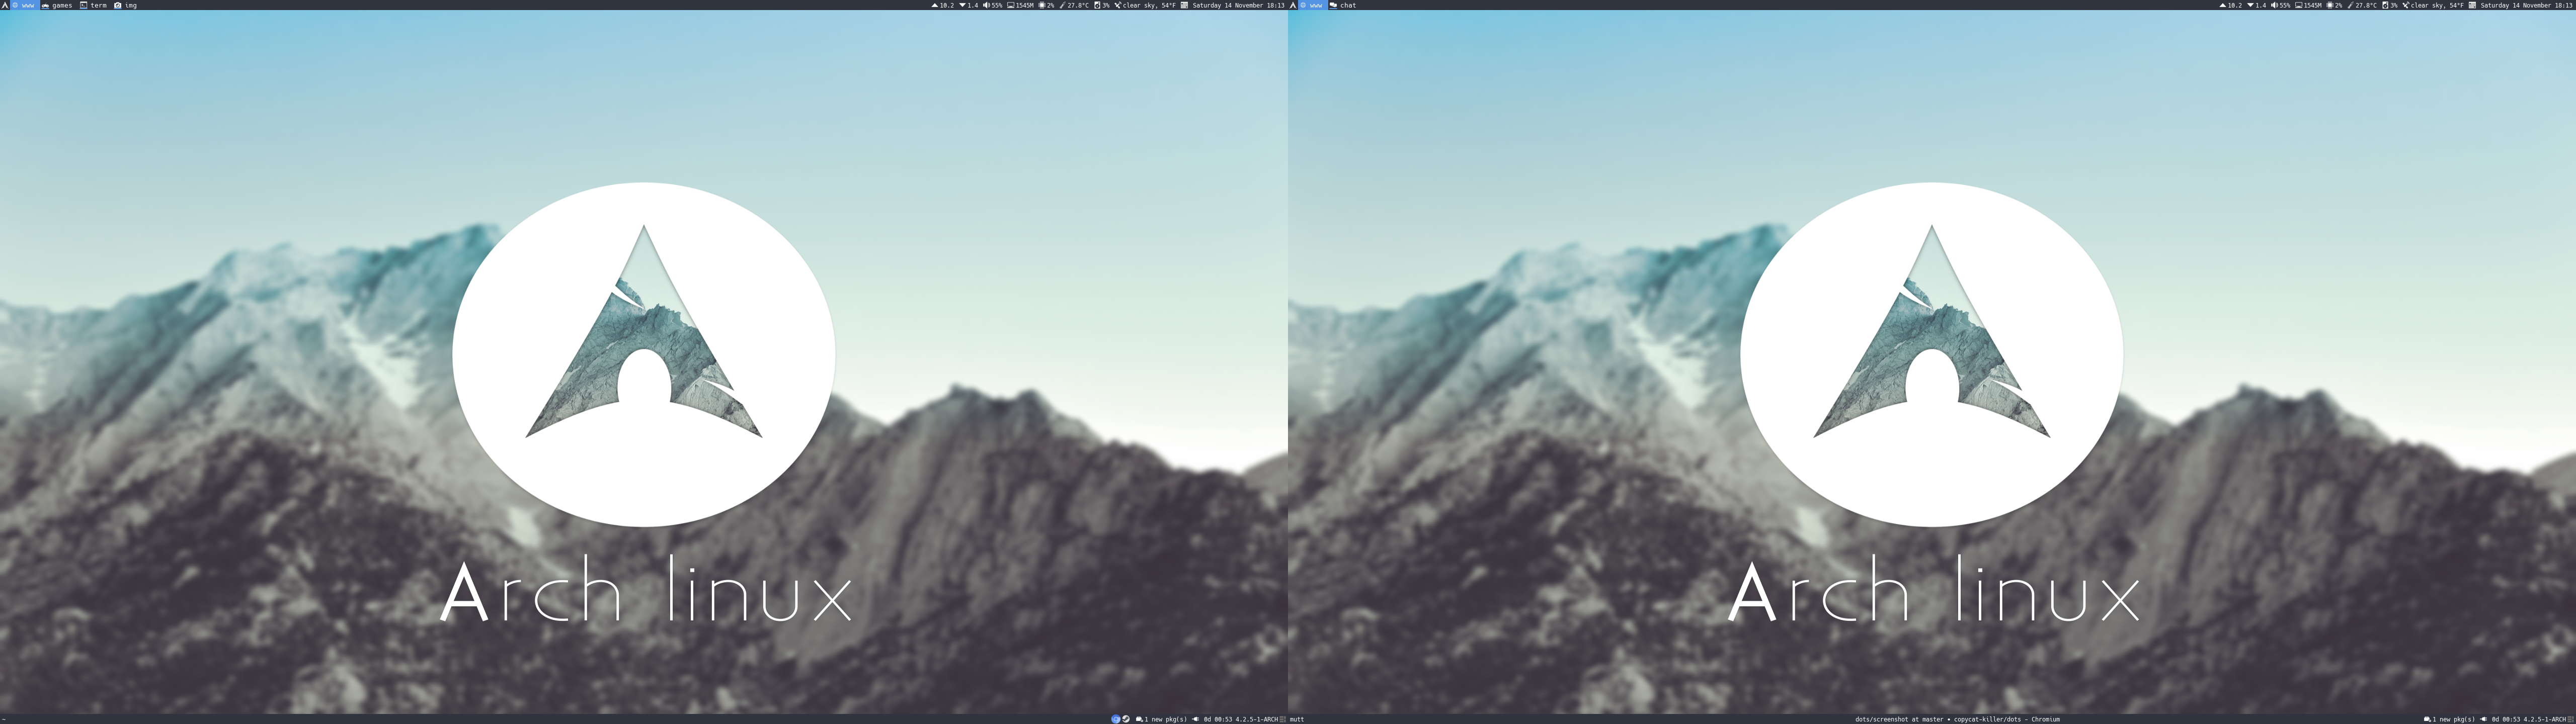 www games term img 10.2 1.4 55% 1545M 2% 27.8°C 3% clear sky, 54°F Saturday 14 November 18:13
www chat 10.2 1.4 55% 1545M 2% 27.8°C 3% clear sky, 54°F Saturday 14 November 18:13
Arch linux
Arch linux
~ 1 new pkg(s) 0d 00:53 4.2.5-1-ARCH
mutt dots/screenshot at master • copycat-killer/dots - Chromium 1 new pkg(s) 0d 00:53 4.2.5-1-ARCH